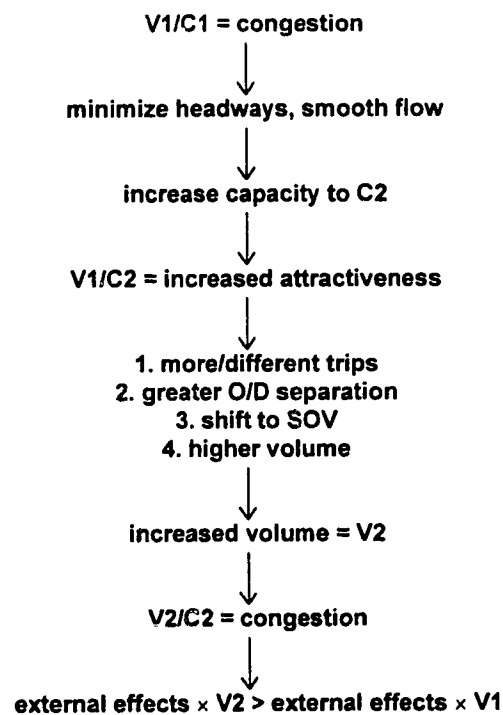 V1/C1 = congestion
minimize headways, smooth flow
increase capacity to C2
V1/C2 = increased attractiveness
1. more/different trips
2. greater O/D separation
3. shift to SOV
4. higher volume
increased volume = V2
V2/C2 = congestion
external effects × V2 > external effects × V1